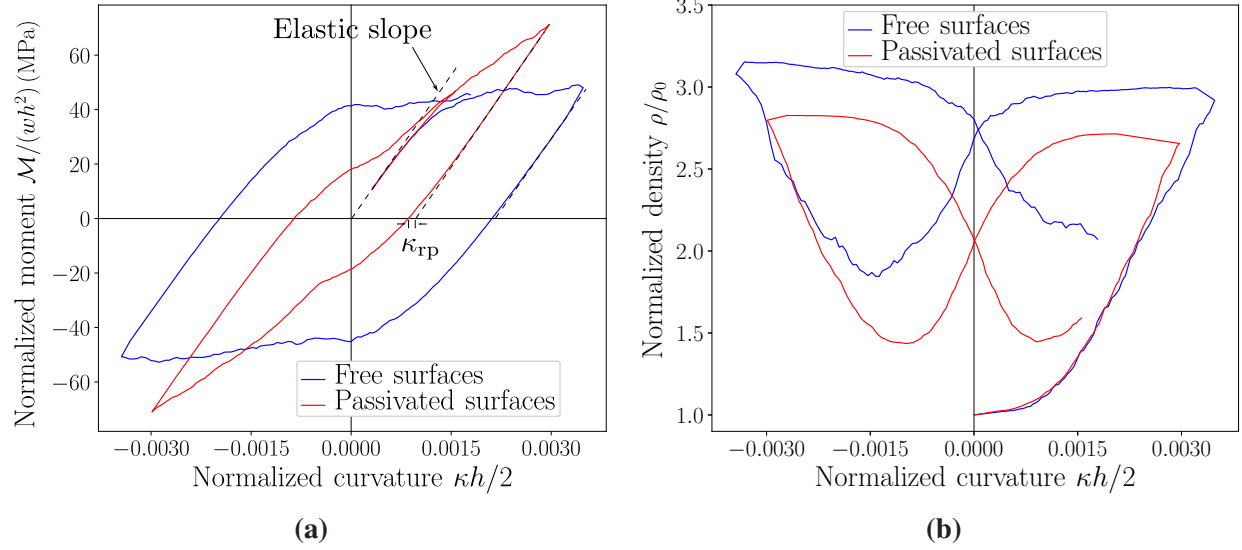 Normalized moment ℳ/(wh²) (MPa)
60
40
20
0
−20
−40
−60
Elastic slope
κrp
Free surfaces
Passivated surfaces
−0.0030
−0.0015
0.0000
0.0015
0.0030
Normalized curvature κh/2
(a)
Normalized density ρ/ρ0
3.5
3.0
2.5
2.0
1.5
1.0
Free surfaces
Passivated surfaces
−0.0030
−0.0015
0.0000
0.0015
0.0030
Normalized curvature κh/2
(b)